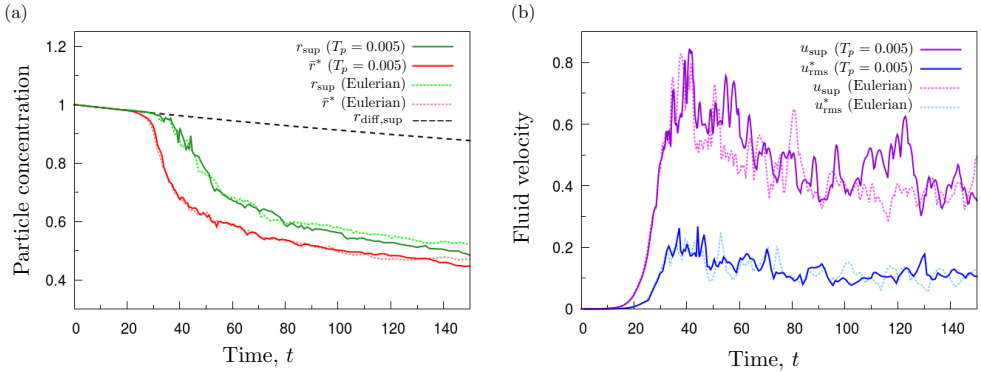 (a)
Particle concentration
1.2
1
0.8
0.6
0.4
r_sup (T_p = 0.005)
r̄* (T_p = 0.005)
r_sup (Eulerian)
r̄* (Eulerian)
r_diff,sup
0 20 40 60 80 100 120 140
Time, t
(b)
Fluid velocity
0.8
0.6
0.4
0.2
0
u_sup (T_p = 0.005)
u*_rms (T_p = 0.005)
u_sup (Eulerian)
u*_rms (Eulerian)
0 20 40 60 80 100 120 140
Time, t